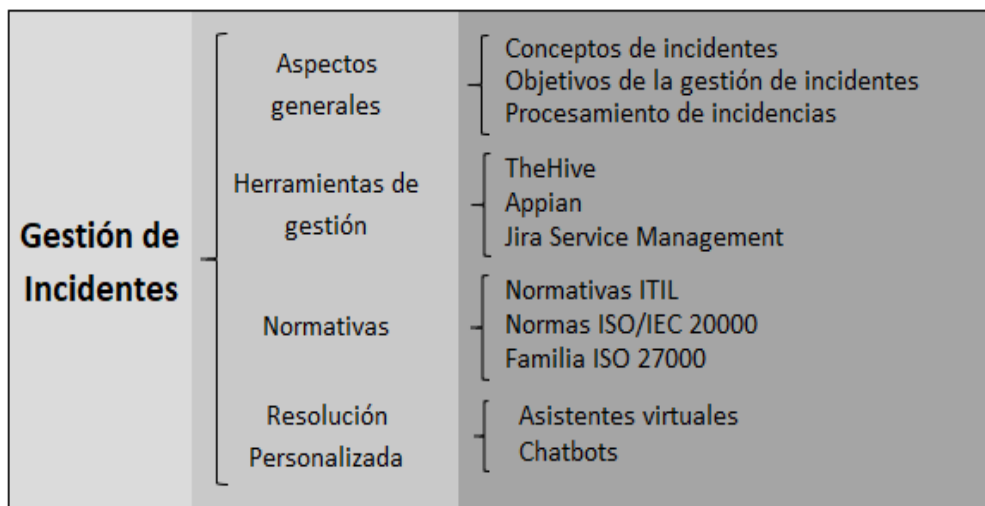 Gestión de
Incidentes
Aspectos
generales
Conceptos de incidentes
Objetivos de la gestión de incidentes
Procesamiento de incidencias
Herramientas de
gestión
TheHive
Appian
Jira Service Management
Normativas
Normativas ITIL
Normas ISO/IEC 20000
Familia ISO 27000
Resolución
Personalizada
Asistentes virtuales
Chatbots